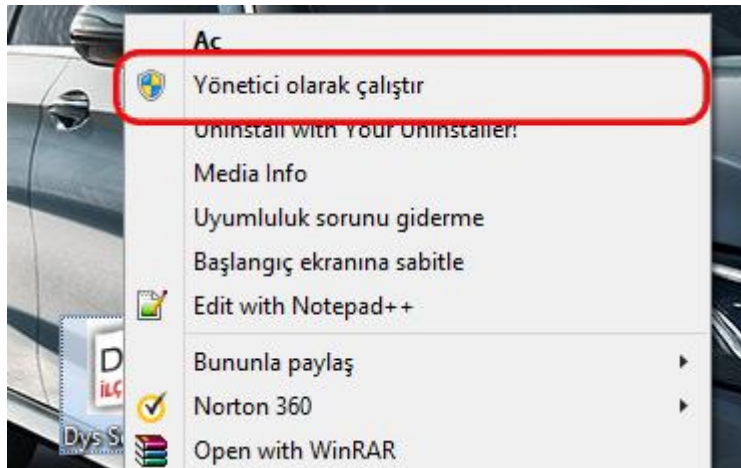 Aç
Yönetici olarak çalıştır
Uninstall with Your Uninstaller!
Media Info
Uyumluluk sorunu giderme
Başlangıç ekranına sabitle
Edit with Notepad++
Bununla paylaş
Norton 360
Open with WinRAR
Dys